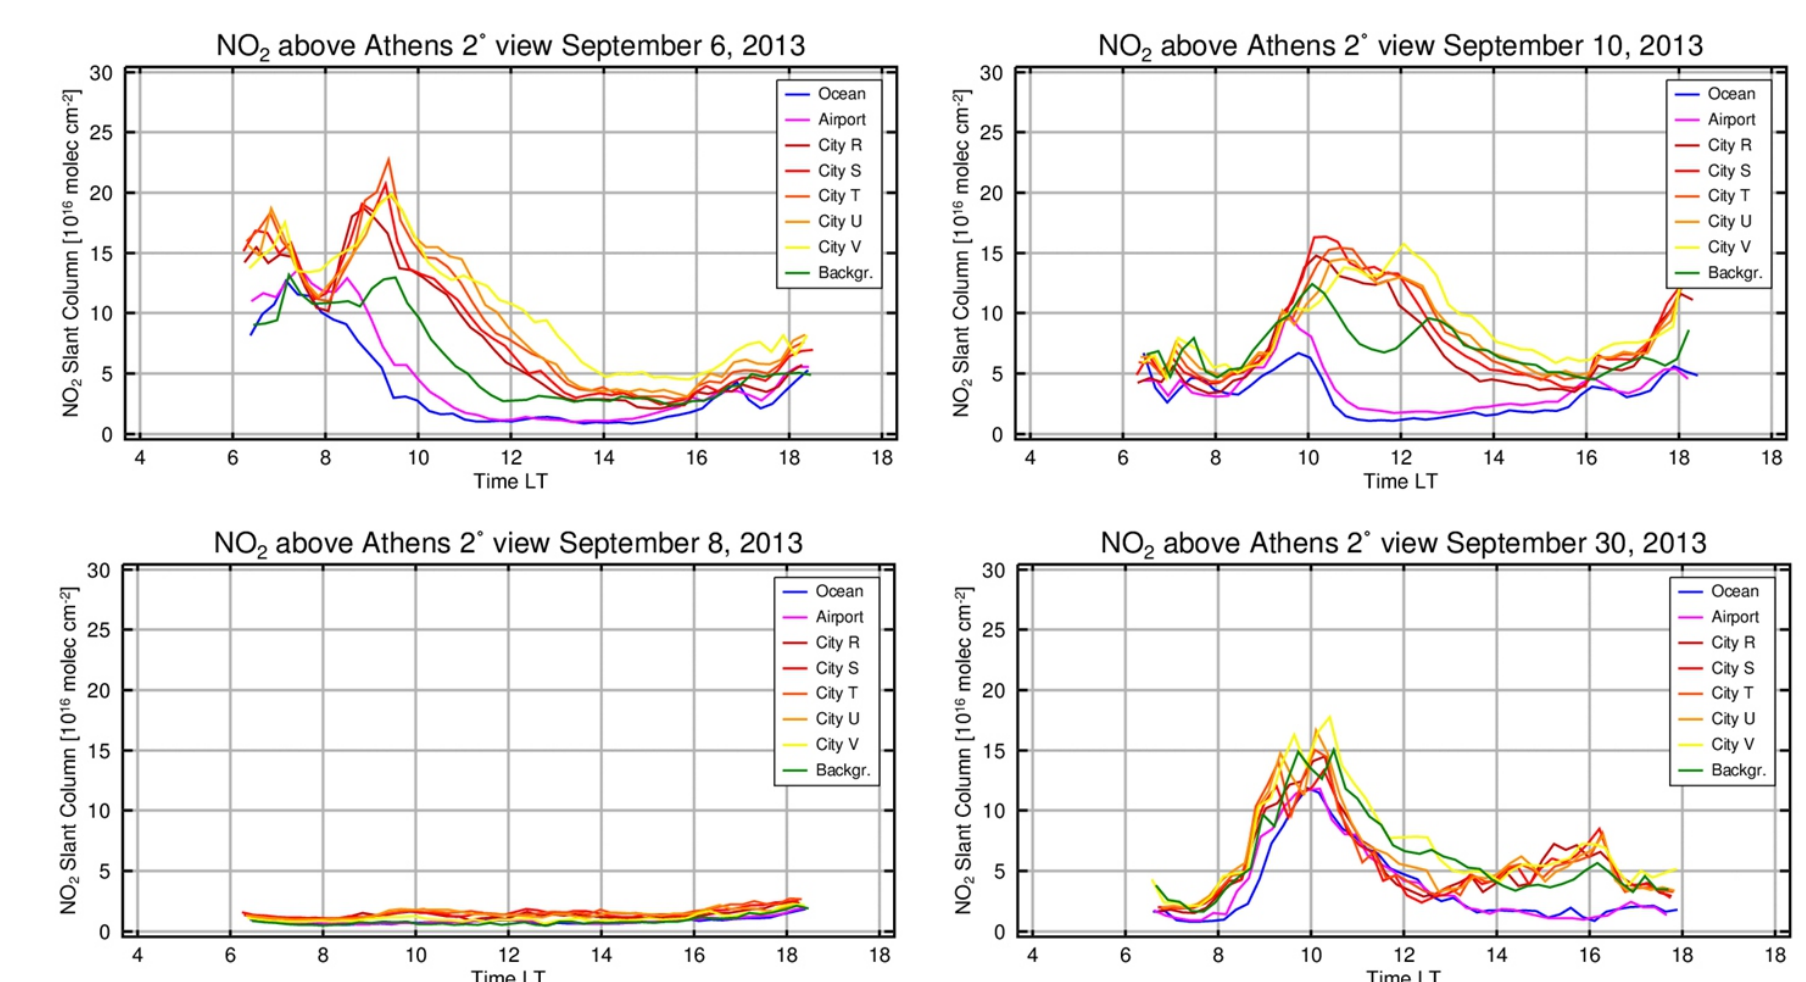 NO₂ above Athens 2° view September 6, 2013
NO₂ Slant Column [10¹⁶ molec cm⁻²]
30
25
20
15
10
5
0
4 6 8 10 12 14 16 18 18
Time LT
Ocean
Airport
City R
City S
City T
City U
City V
Backgr.
NO₂ above Athens 2° view September 10, 2013
NO₂ Slant Column [10¹⁶ molec cm⁻²]
30
25
20
15
10
5
0
4 6 8 10 12 14 16 18 18
Time LT
Ocean
Airport
City R
City S
City T
City U
City V
Backgr.
NO₂ above Athens 2° view September 8, 2013
NO₂ Slant Column [10¹⁶ molec cm⁻²]
30
25
20
15
10
5
0
4 6 8 10 12 14 16 18 18
Time LT
Ocean
Airport
City R
City S
City T
City U
City V
Backgr.
NO₂ above Athens 2° view September 30, 2013
NO₂ Slant Column [10¹⁶ molec cm⁻²]
30
25
20
15
10
5
0
4 6 8 10 12 14 16 18 18
Time LT
Ocean
Airport
City R
City S
City T
City U
City V
Backgr.